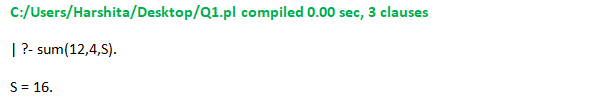 C:/Users/Harshita/Desktop/Q1.pl compiled 0.00 sec, 3 clauses
| ?- sum(12,4,S).
S = 16.